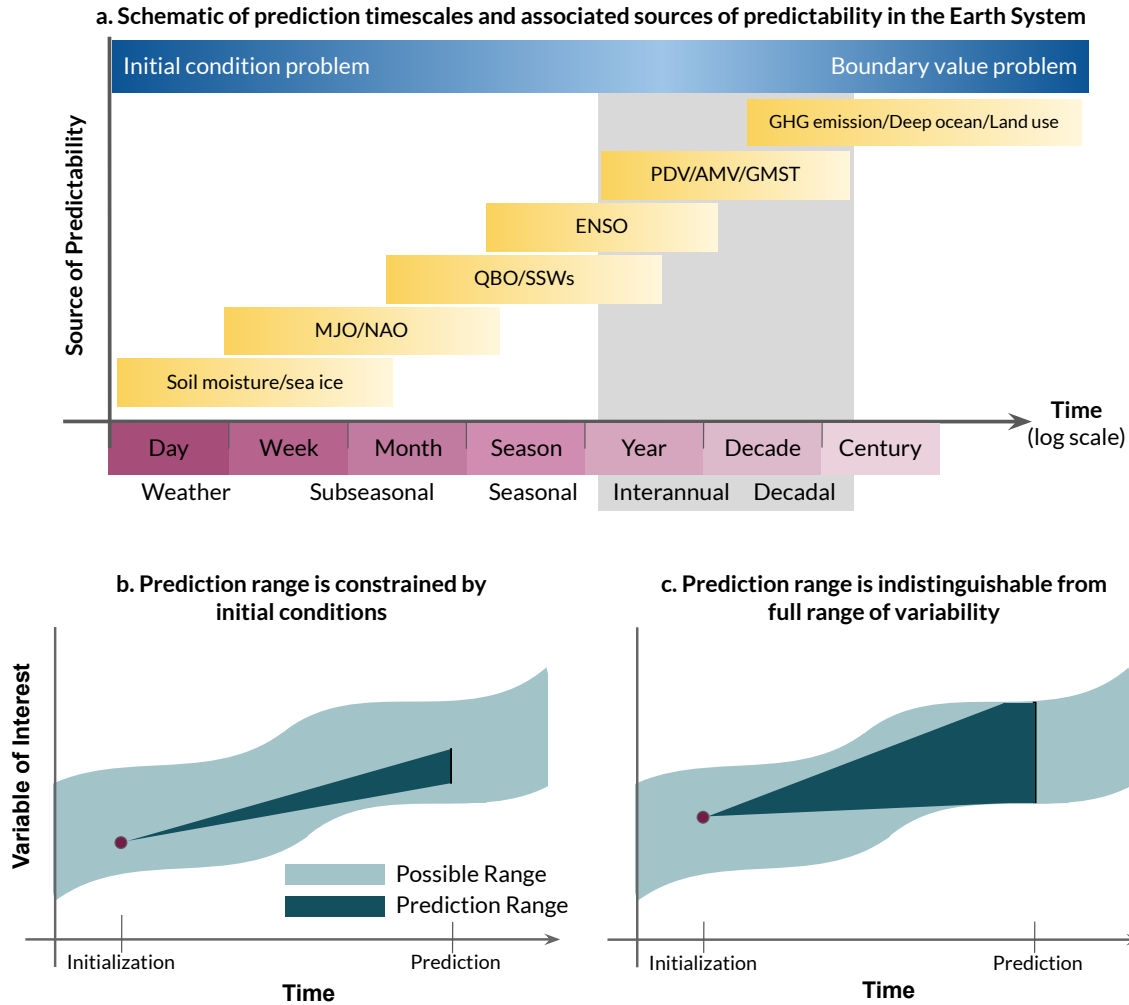 a. Schematic of prediction timescales and associated sources of predictability in the Earth System
Initial condition problem
Boundary value problem
Source of Predictability
GHG emission/Deep ocean/Land use
PDV/AMV/GMST
ENSO
QBO/SSWs
MJO/NAO
Soil moisture/sea ice
Time
(log scale)
Day
Week
Month
Season
Year
Decade
Century
Weather
Subseasonal
Seasonal
Interannual
Decadal
b. Prediction range is constrained by
initial conditions
Variable of Interest
Possible Range
Prediction Range
Initialization
Prediction
Time
c. Prediction range is indistinguishable from
full range of variability
Initialization
Prediction
Time